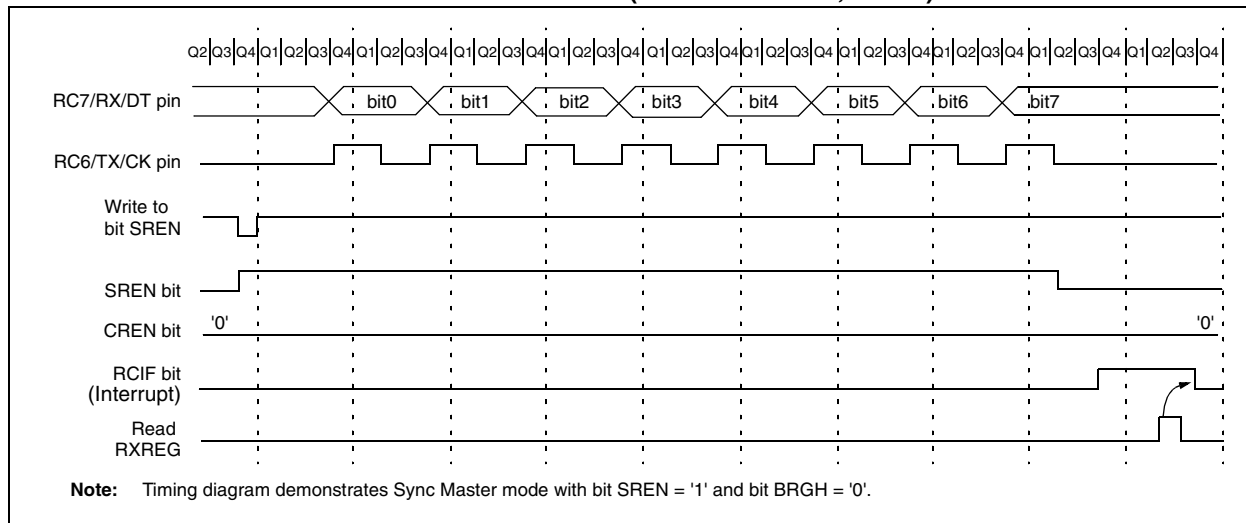 Q2 Q3 Q4 Q1 Q2 Q3 Q4 Q1 Q2 Q3 Q4 Q1 Q2 Q3 Q4 Q1 Q2 Q3 Q4 Q1 Q2 Q3 Q4 Q1 Q2 Q3 Q4 Q1 Q2 Q3 Q4 Q1 Q2 Q3 Q4 Q1 Q2 Q3 Q4 Q1 Q2 Q3 Q4
RC7/RX/DT pin bit0 bit1 bit2 bit3 bit4 bit5 bit6 bit7
RC6/TX/CK pin
Write to
bit SREN
SREN bit
CREN bit '0' '0'
RCIF bit
(Interrupt)
Read
RXREG
Note: Timing diagram demonstrates Sync Master mode with bit SREN = '1' and bit BRGH = '0'.